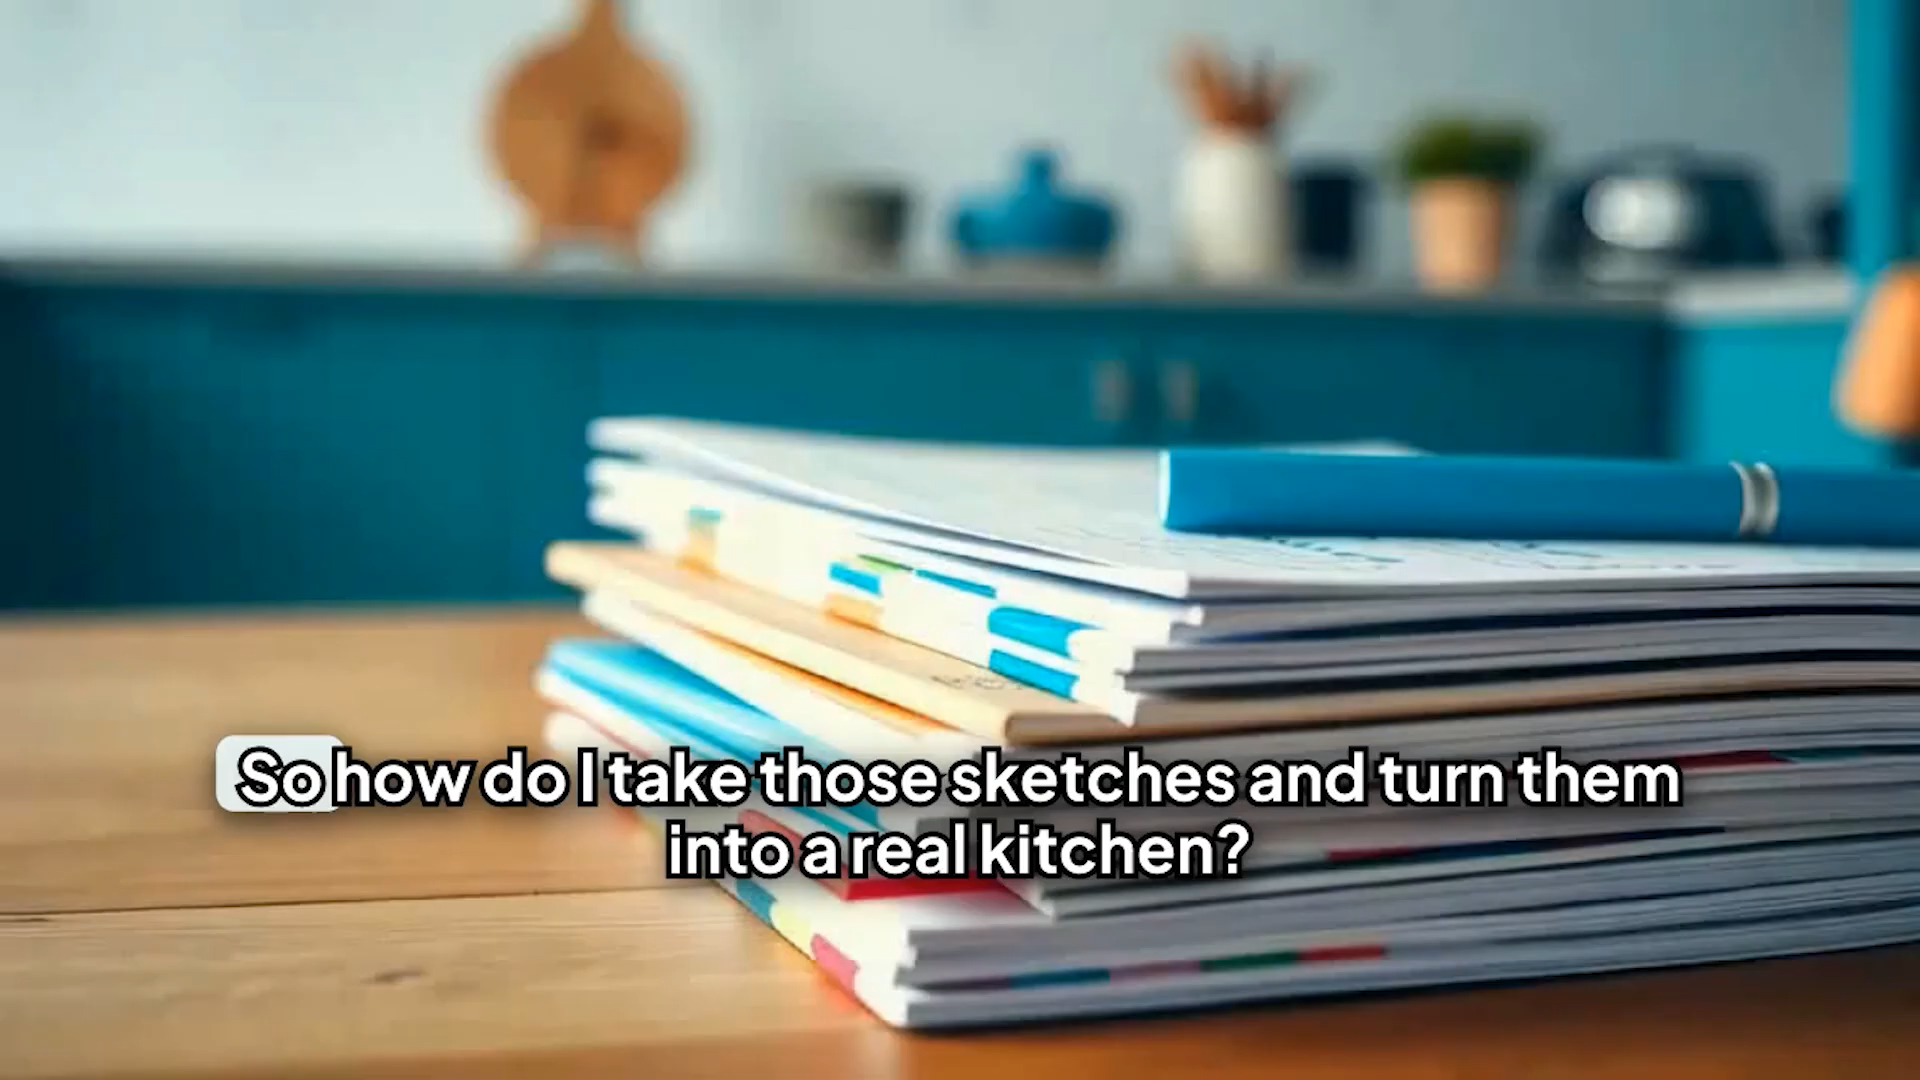 So how do I take those sketches and turn them
into a real kitchen?